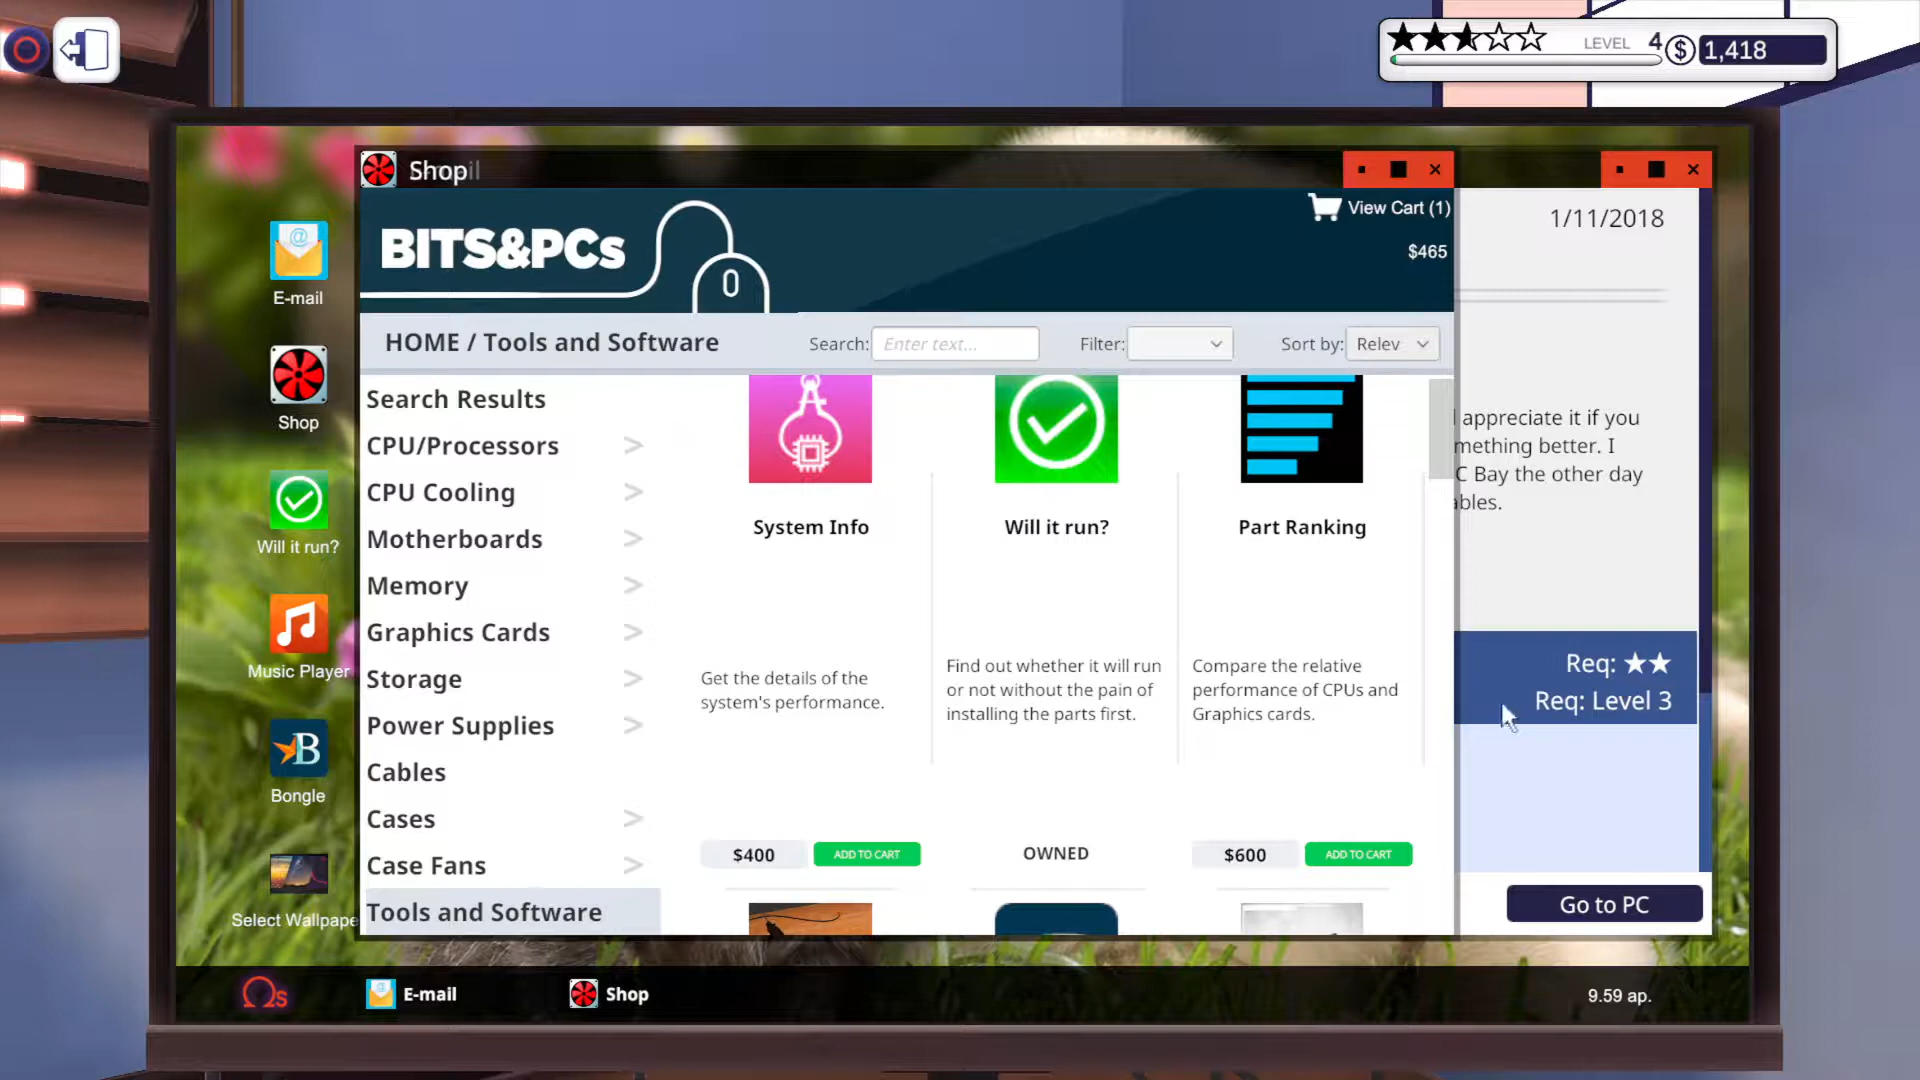 LEVEL 4
$ 1,418
Shop
View Cart (1)
$465
BITS&PCs
HOME / Tools and Software
Search: Enter text...
Filter:
Sort by: Relev
Search Results
CPU/Processors
CPU Cooling
Motherboards
Memory
Graphics Cards
Storage
Power Supplies
Cables
Cases
Case Fans
Tools and Software
System Info
Get the details of the
system's performance.
$400 ADD TO CART
Will it run?
Find out whether it will run
or not without the pain of
installing the parts first.
OWNED
Part Ranking
Compare the relative
performance of CPUs and
Graphics cards.
$600 ADD TO CART
1/11/2018
appreciate it if you
mething better. I
C Bay the other day
ables.
Req: ★★
Req: Level 3
Go to PC
E-mail
Shop
Will it run?
Music Player
B
Bongle
Select Wallpape
Ωs
E-mail
Shop
9.59 ap.